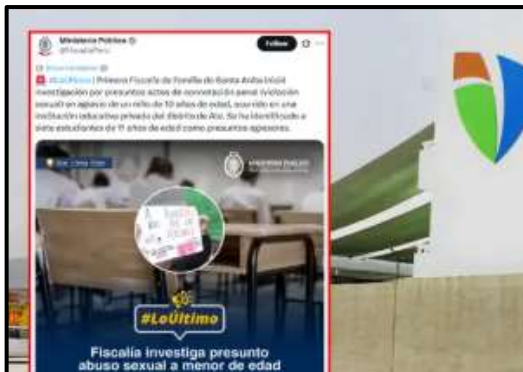 Ministerio Público
@FiscaliaPeru
Follow
#LoÚltimo | Primera Fiscalía de Familia de Santa Anita inició
investigación por presuntos actos de connotación penal (violación
sexual) en agravio de un niño de 10 años de edad, ocurrido en una
institución educativa privada del distrito de Ate. Se ha identificado a
siete estudiantes de 11 años de edad como presuntos agresores.
MINISTERIO PÚBLICO
#LoÚltimo
Fiscalía investiga presunto
abuso sexual a menor de edad